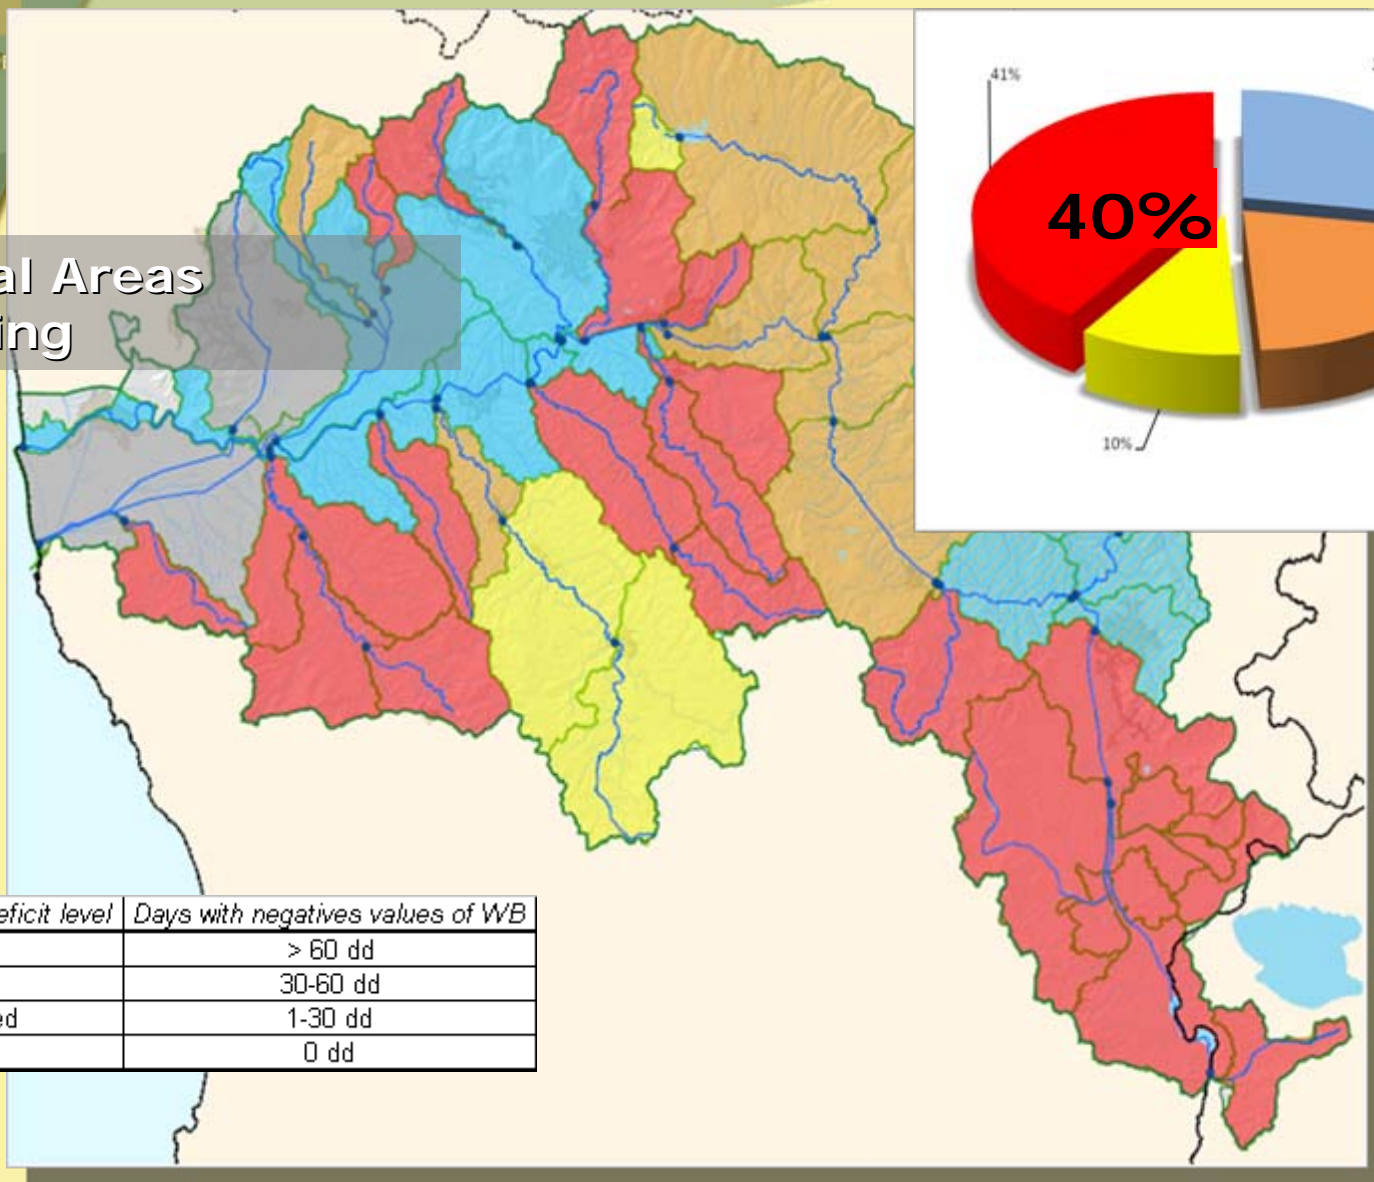 al Areas
ing
41%
40%
10%
eficit level Days with negatives values of WB
> 60 dd
30-60 dd
ed 1-30 dd
0 dd